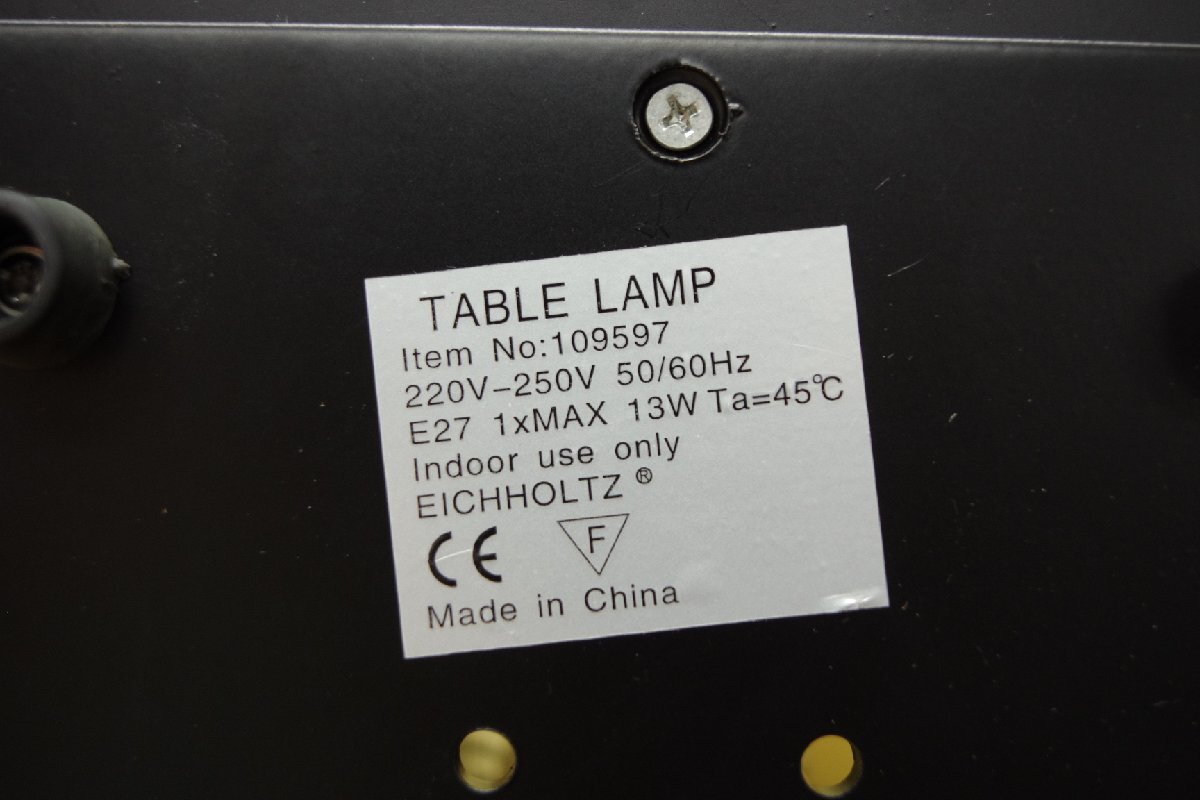 TABLE LAMP
Item No:109597
220V-250V 50/60Hz
E27 1xMAX 13W Ta=45℃
Indoor use only
EICHHOLTZ ®
CE F
Made in China